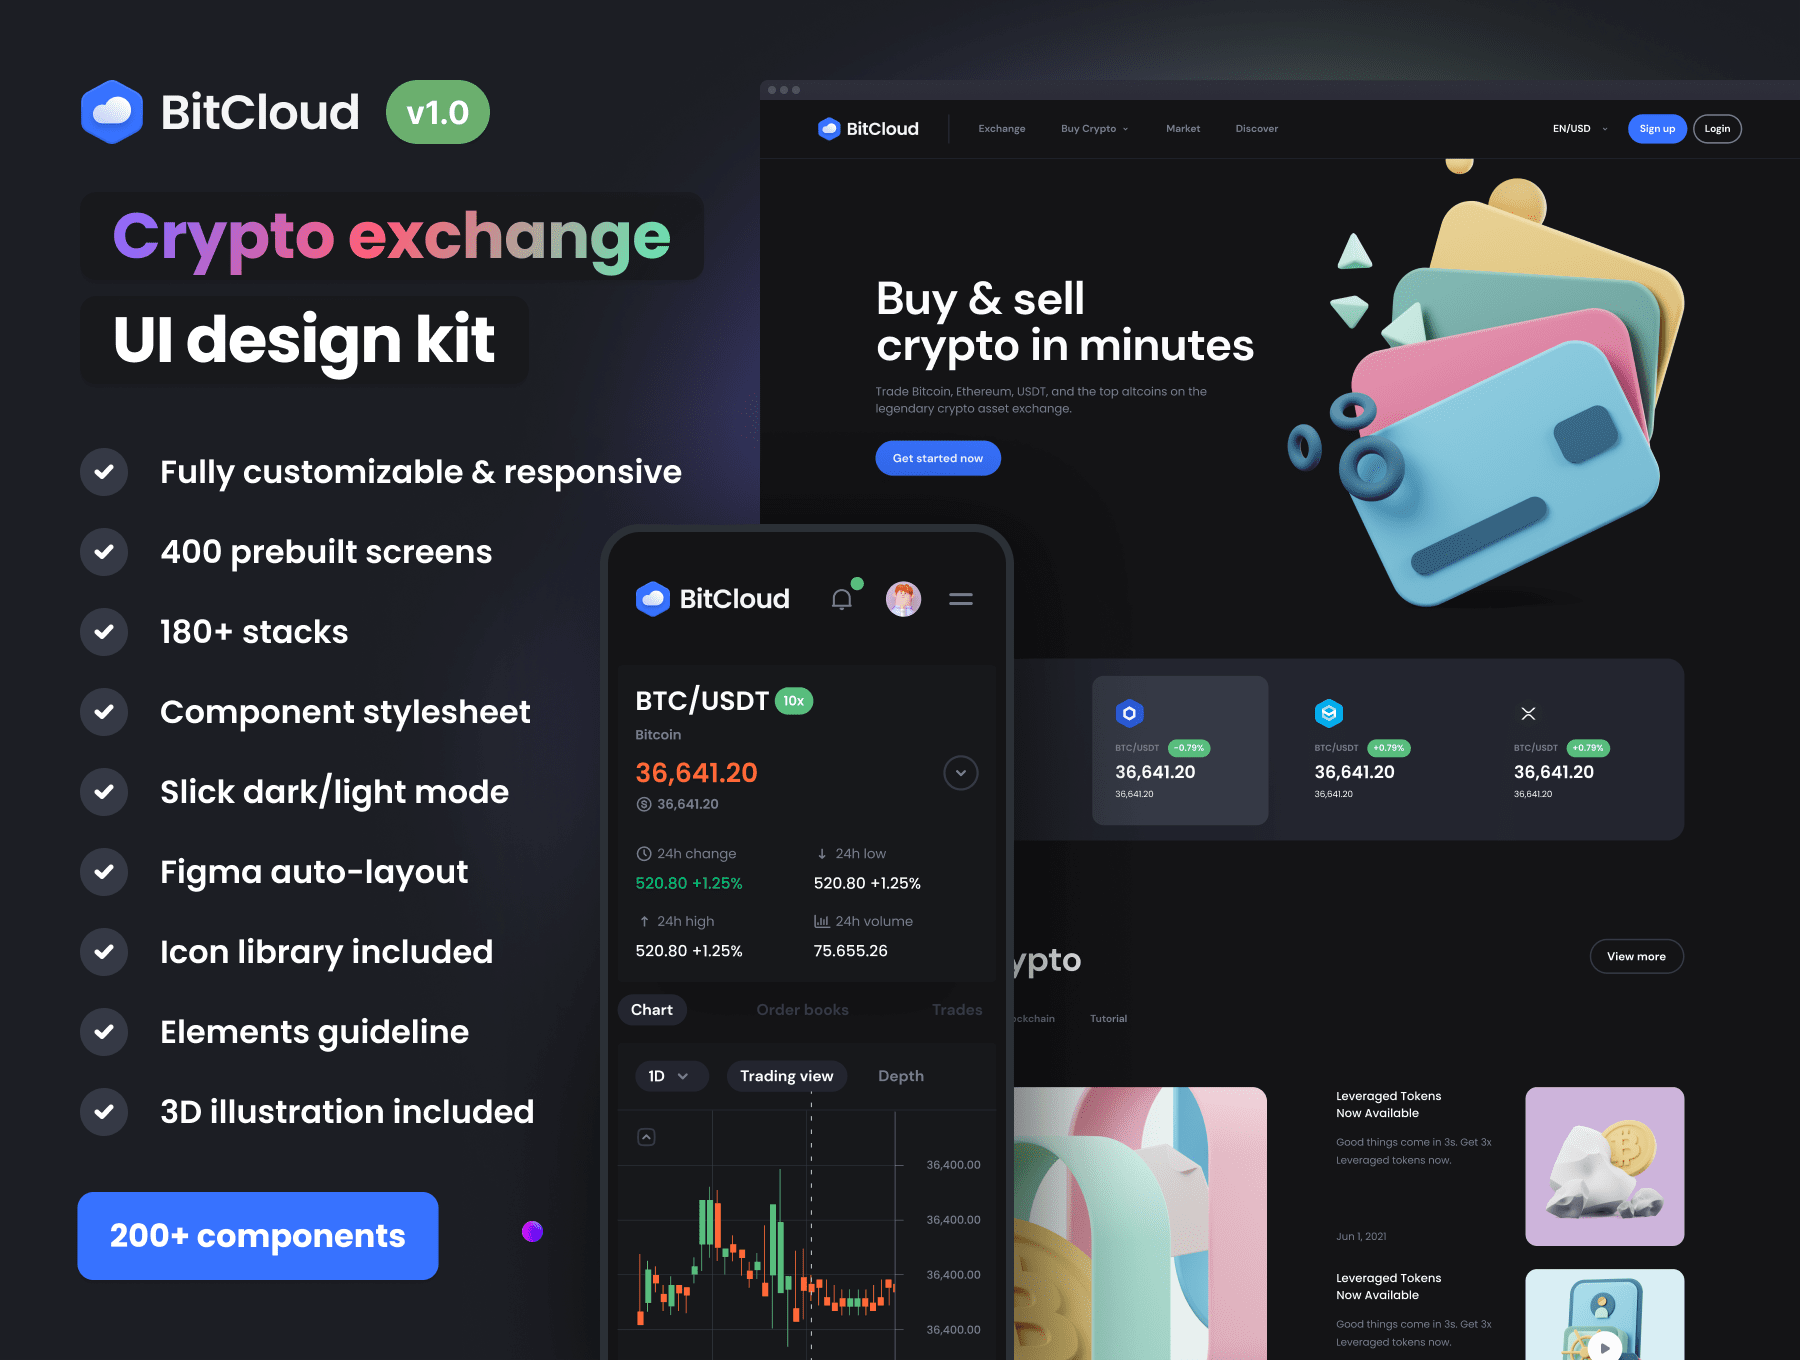 BitCloud v1.0
Crypto exchange
UI design kit
Fully customizable & responsive
400 prebuilt screens
180+ stacks
Component stylesheet
Slick dark/light mode
Figma auto-layout
Icon library included
Elements guideline
3D illustration included
200+ components
BitCloud Exchange Buy Crypto Market Discover EN/USD Sign up Login
Buy & sell
crypto in minutes
Trade Bitcoin, Ethereum, USDT, and the top altcoins on the
legendary crypto asset exchange.
Get started now
BTC/USDT -0.79%
36,641.20
36,641.20
BTC/USDT +0.79%
36,641.20
36,641.20
BTC/USDT +0.79%
36,641.20
36,641.20
ypto
View more
ckchain Tutorial
Leveraged Tokens
Now Available
Good things come in 3s. Get 3x
Leveraged tokens now.
Jun 1, 2021
Leveraged Tokens
Now Available
Good things come in 3s. Get 3x
Leveraged tokens now.
BitCloud
BTC/USDT 10x
Bitcoin
36,641.20
36,641.20
24h change 24h low
520.80 +1.25% 520.80 +1.25%
24h high 24h volume
520.80 +1.25% 75.655.26
Chart Order books Trades
1D Trading view Depth
36,400.00
36,400.00
36,400.00
36,400.00